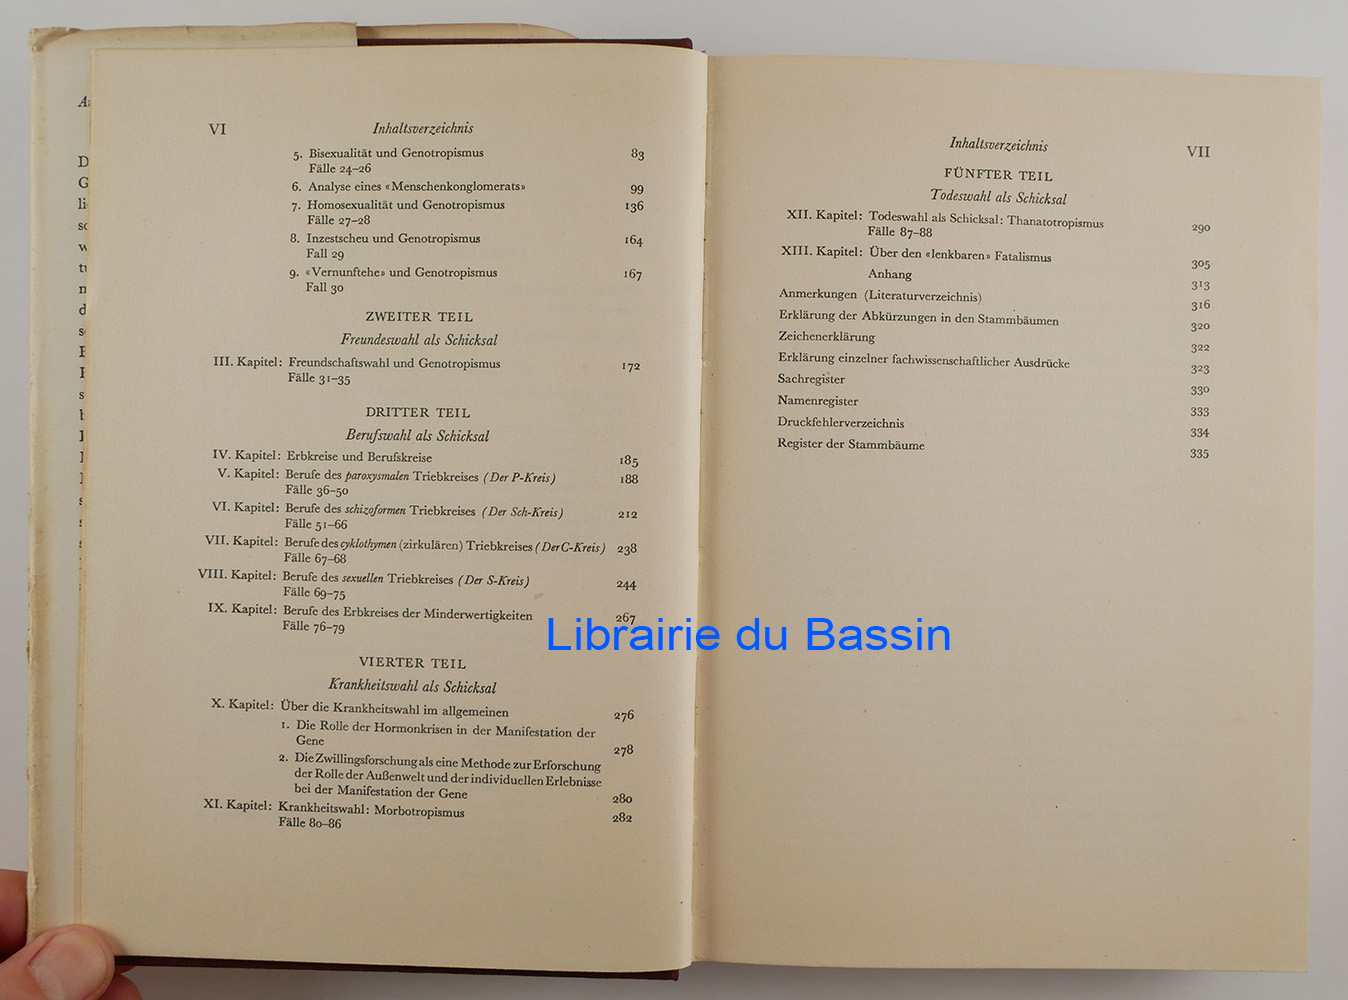 VI Inhaltsverzeichnis
5. Bisexualität und Genotropismus 83
Fälle 24–26
6. Analyse eines «Menschenkonglomerats» 99
7. Homosexualität und Genotropismus 136
Fälle 27–28
8. Inzestscheu und Genotropismus 164
Fall 29
9. «Vernunftehe» und Genotropismus 167
Fall 30
ZWEITER TEIL
Freundeswahl als Schicksal
III. Kapitel: Freundschaftswahl und Genotropismus 172
Fälle 31–35
DRITTER TEIL
Berufswahl als Schicksal
IV. Kapitel: Erbkreise und Berufskreise 185
V. Kapitel: Berufe des paroxysmalen Triebkreises (Der P-Kreis) 188
Fälle 36–50
VI. Kapitel: Berufe des schizoformen Triebkreises (Der Sch-Kreis) 212
Fälle 51–66
VII. Kapitel: Berufe des cyklothymen (zirkulären) Triebkreises (Der C-Kreis) 238
Fälle 67–68
VIII. Kapitel: Berufe des sexuellen Triebkreises (Der S-Kreis) 244
Fälle 69–75
IX. Kapitel: Berufe des Erbkreises der Minderwertigkeiten 267
Fälle 76–79
VIERTER TEIL
Krankheitswahl als Schicksal
X. Kapitel: Über die Krankheitswahl im allgemeinen 276
1. Die Rolle der Hormonkrisen in der Manifestation der
Gene 278
2. Die Zwillingsforschung als eine Methode zur Erforschung
der Rolle der Außenwelt und der individuellen Erlebnisse
bei der Manifestation der Gene 280
XI. Kapitel: Krankheitswahl: Morbotropismus 282
Fälle 80–86
Inhaltsverzeichnis VII
FÜNFTER TEIL
Todeswahl als Schicksal
XII. Kapitel: Todeswahl als Schicksal: Thanatotropismus 290
Fälle 87–88
XIII. Kapitel: Über den «lenkbaren» Fatalismus 305
Anhang 313
Anmerkungen (Literaturverzeichnis) 316
Erklärung der Abkürzungen in den Stammbäumen 320
Zeichenerklärung 322
Erklärung einzelner fachwissenschaftlicher Ausdrücke 323
Sachregister 330
Namenregister 333
Druckfehlerverzeichnis 334
Register der Stammbäume 335
Librairie du Bassin